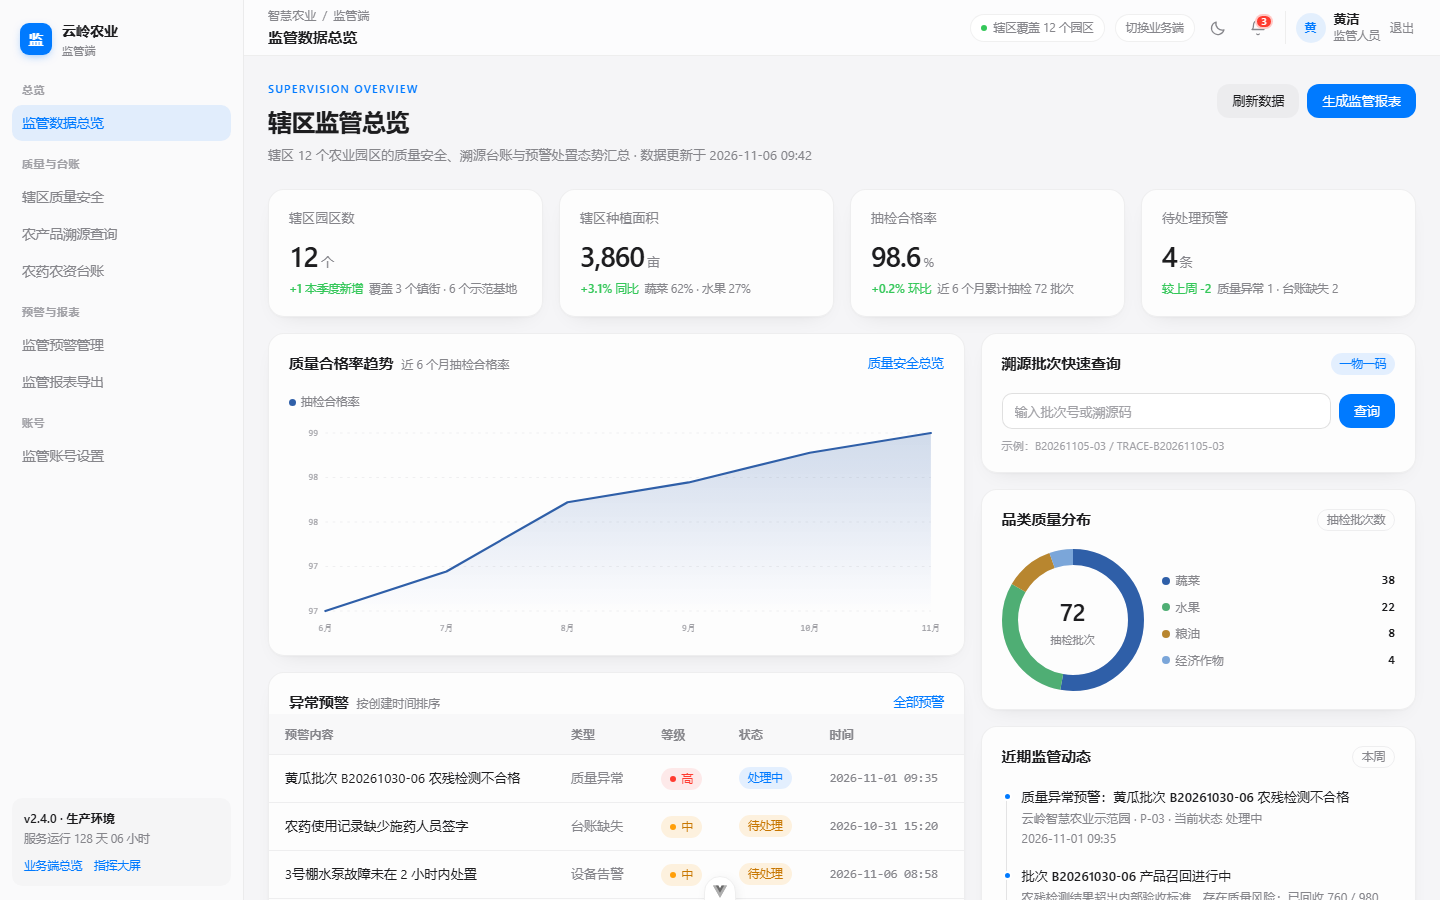 监
云岭农业
监管端
总览
监管数据总览
质量与台账
辖区质量安全
农产品溯源查询
农药农资台账
预警与报表
监管预警管理
监管报表导出
账号
监管账号设置
v2.4.0 · 生产环境
服务运行 128 天 06 小时
业务端总览 指挥大屏
智慧农业 / 监管端
监管数据总览
辖区覆盖 12 个园区
切换业务端
3
黄
黄洁
监管人员
退出
SUPERVISION OVERVIEW
辖区监管总览
辖区 12 个农业园区的质量安全、溯源台账与预警处置态势汇总 · 数据更新于 2026-11-06 09:42
刷新数据
生成监管报表
辖区园区数
12 个
+1 本季度新增 覆盖 3 个镇街 · 6 个示范基地
辖区种植面积
3,860 亩
+3.1% 同比 蔬菜 62% · 水果 27%
抽检合格率
98.6 %
+0.2% 环比 近 6 个月累计抽检 72 批次
待处理预警
4 条
较上周 -2 质量异常 1 · 台账缺失 2
质量合格率趋势 近 6 个月抽检合格率
质量安全总览
抽检合格率
99
98
98
97
97
6月 7月 8月 9月 10月 11月
异常预警 按创建时间排序
全部预警
预警内容 类型 等级 状态 时间
黄瓜批次 B20261030-06 农残检测不合格 质量异常 高 处理中 2026-11-01 09:35
农药使用记录缺少施药人员签字 台账缺失 中 待处理 2026-10-31 15:20
3号棚水泵故障未在 2 小时内处置 设备告警 中 待处理 2026-11-06 08:58
溯源批次快速查询
一物一码
输入批次号或溯源码
查询
示例：B20261105-03 / TRACE-B20261105-03
品类质量分布
抽检批次数
72
抽检批次
蔬菜 38
水果 22
粮油 8
经济作物 4
近期监管动态
本周
质量异常预警：黄瓜批次 B20261030-06 农残检测不合格
云岭智慧农业示范园 · P-03 · 当前状态 处理中
2026-11-01 09:35
批次 B20261030-06 产品召回进行中
农残检测结果超出内部验收标准，存在质量风险；已回收 760 / 980